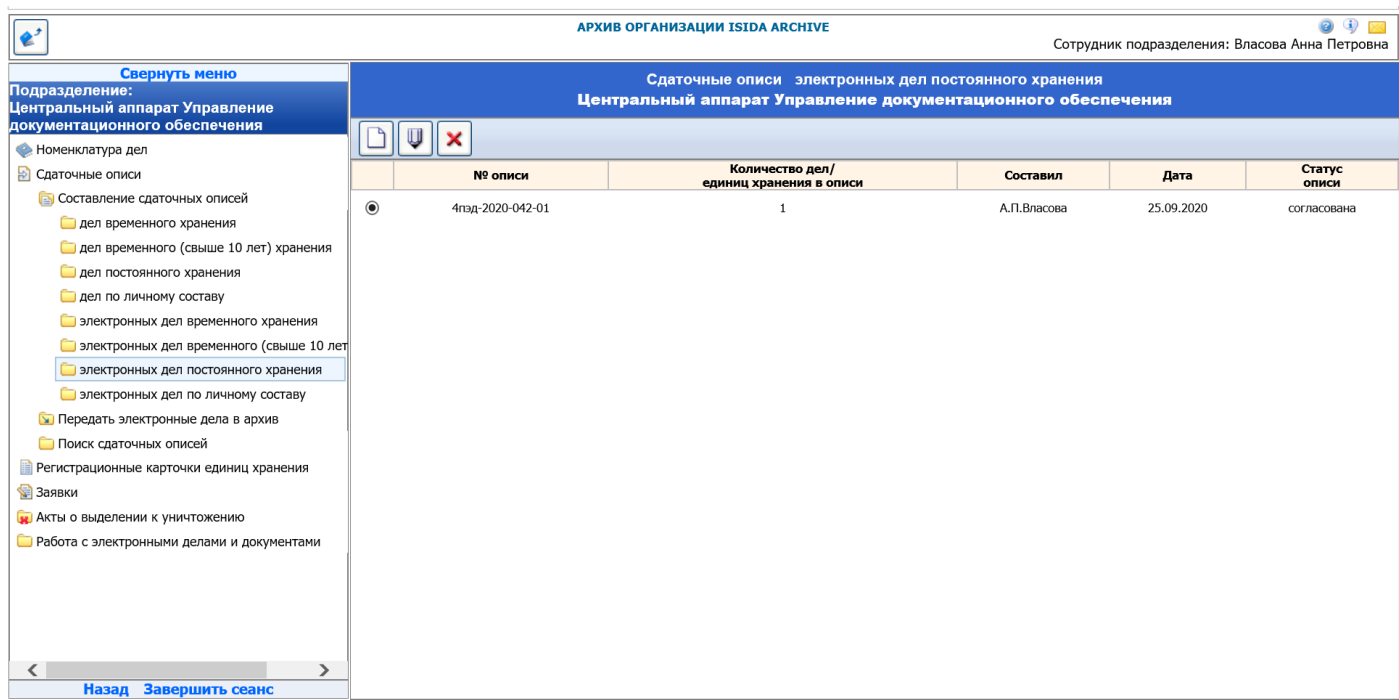 АРХИВ ОРГАНИЗАЦИИ ISIDA ARCHIVE
Сотрудник подразделения: Власова Анна Петровна
Свернуть меню
Подразделение:
Центральный аппарат Управление
документационного обеспечения
Номенклатура дел
Сдаточные описи
Составление сдаточных описей
дел временного хранения
дел временного (свыше 10 лет) хранения
дел постоянного хранения
дел по личному составу
электронных дел временного хранения
электронных дел временного (свыше 10 лет
электронных дел постоянного хранения
электронных дел по личному составу
Передать электронные дела в архив
Поиск сдаточных описей
Регистрационные карточки единиц хранения
Заявки
Акты о выделении к уничтожению
Работа с электронными делами и документами
Назад Завершить сеанс
Сдаточные описи электронных дел постоянного хранения
Центральный аппарат Управление документационного обеспечения
№ описи Количество дел/ Составил Дата Статус
единиц хранения в описи описи
4пэд-2020-042-01 1 А.П.Власова 25.09.2020 согласована